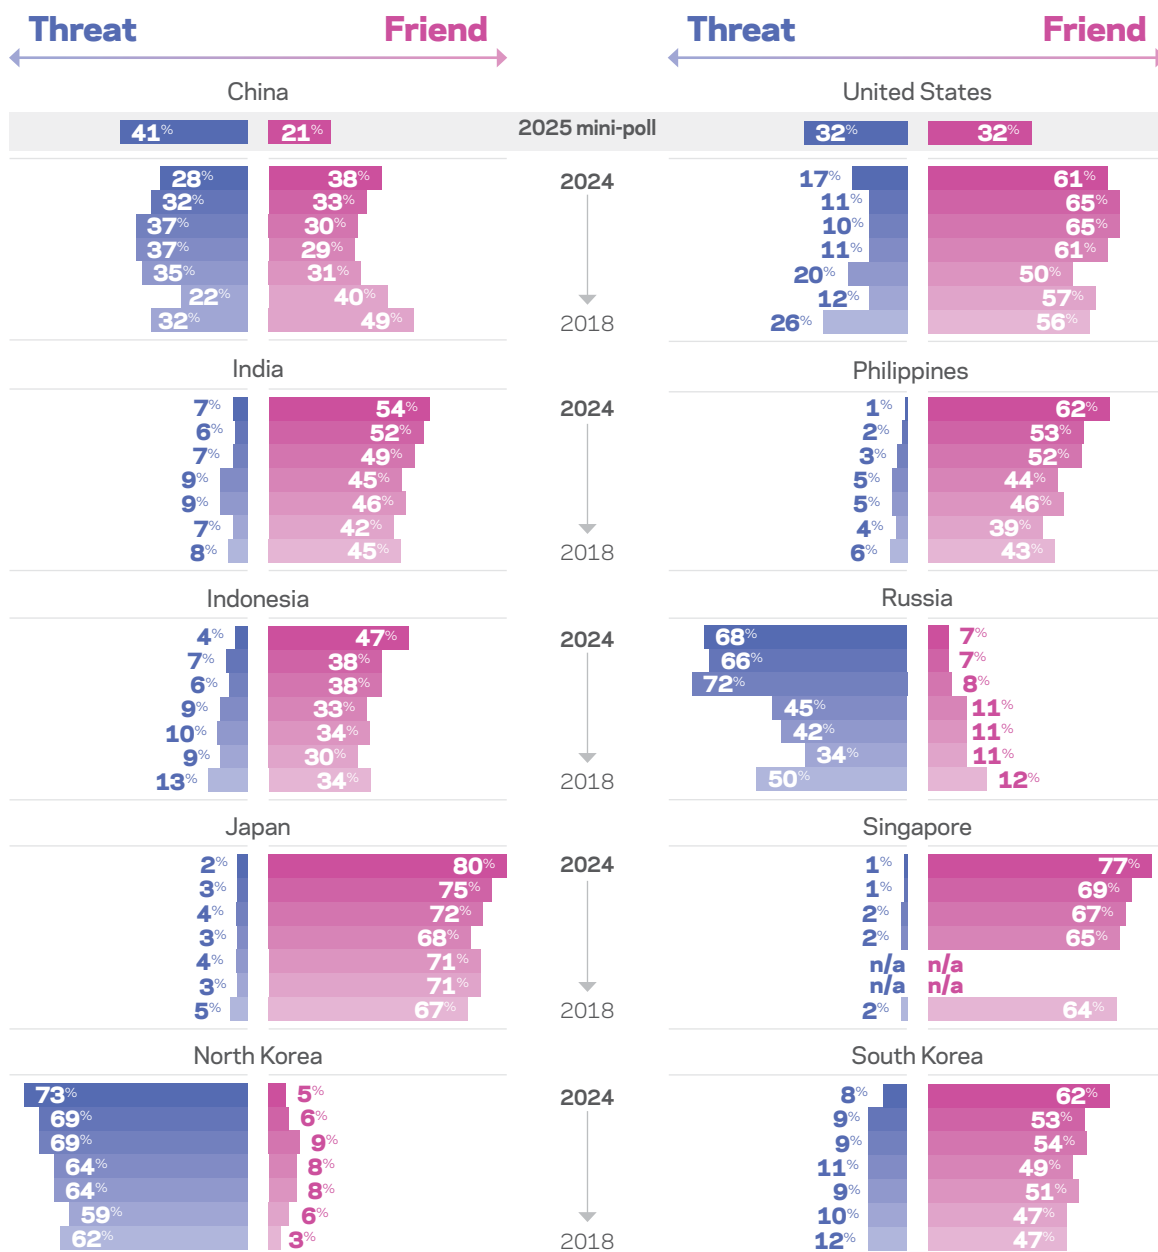 Threat Friend Threat Friend
China United States
41% 21% 2025 mini-poll 32% 32%
28% 38% 2024 17% 61%
32% 33% 11% 65%
37% 30% 10% 65%
37% 29% 11% 61%
35% 31% 20% 50%
22% 40% 12% 57%
32% 49% 2018 26% 56%
India Philippines
7% 54% 2024 1% 62%
6% 52% 2% 53%
7% 49% 3% 52%
9% 45% 5% 44%
9% 46% 5% 46%
7% 42% 4% 39%
8% 45% 2018 6% 43%
Indonesia Russia
4% 47% 2024 68% 7%
7% 38% 66% 7%
6% 38% 72% 8%
9% 33% 45% 11%
10% 34% 42% 11%
9% 30% 34% 11%
13% 34% 2018 50% 12%
Japan Singapore
2% 80% 2024 1% 77%
3% 75% 1% 69%
4% 72% 2% 67%
3% 68% 2% 65%
4% 71% n/a n/a
3% 71% n/a n/a
5% 67% 2018 2% 64%
North Korea South Korea
73% 5% 2024 8% 62%
69% 6% 9% 53%
69% 9% 9% 54%
64% 8% 11% 49%
64% 8% 9% 51%
59% 6% 10% 47%
62% 3% 2018 12% 47%